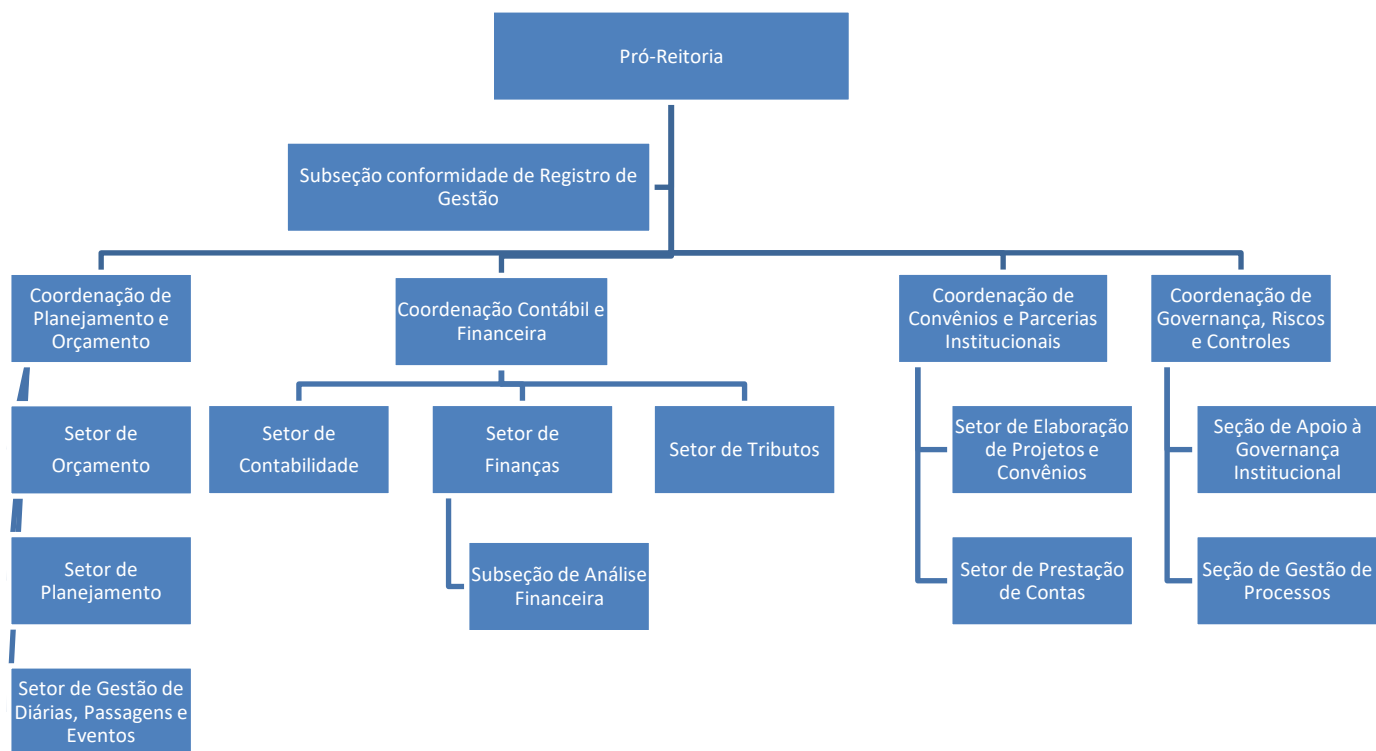 Pró-Reitoria
Subseção conformidade de Registro de
Gestão
Coordenação de
Planejamento e
Orçamento
Coordenação Contábil e
Financeira
Coordenação de
Convênios e Parcerias
Institucionais
Coordenação de
Governança, Riscos
e Controles
Setor de
Orçamento
Setor de
Contabilidade
Setor de
Finanças
Setor de Tributos
Setor de Elaboração
de Projetos e
Convênios
Seção de Apoio à
Governança
Institucional
Setor de
Planejamento
Subseção de Análise
Financeira
Setor de Prestação
de Contas
Seção de Gestão de
Processos
Setor de Gestão de
Diárias, Passagens e
Eventos